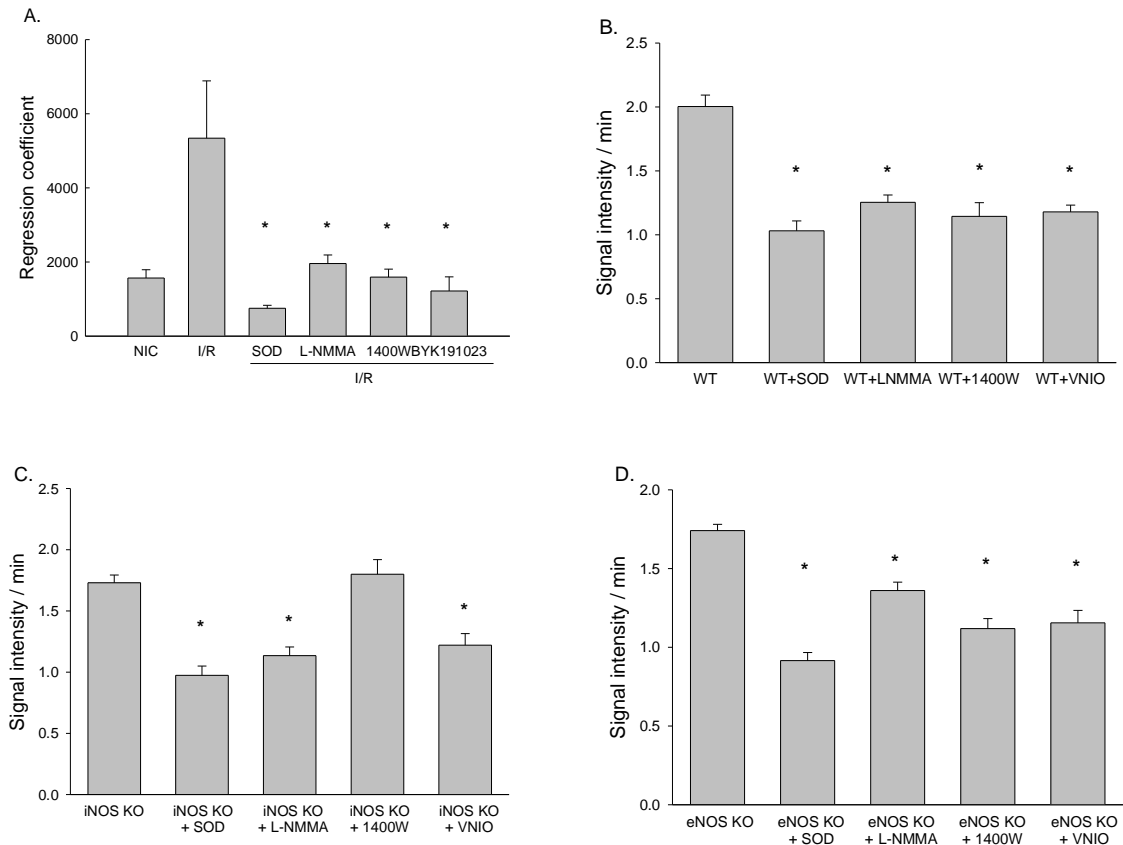 A.
8000
6000
4000
2000
0
Regression coefficient
* * * *
NIC I/R SOD L-NMMA 1400WBYK191023
I/R
B.
2.5
2.0
1.5
1.0
0.5
0.0
Signal intensity / min
* * * *
WT WT+SOD WT+LNMMA WT+1400W WT+VNIO
C.
2.5
2.0
1.5
1.0
0.5
0.0
Signal intensity / min
* * *
iNOS KO iNOS KO iNOS KO iNOS KO iNOS KO
+ SOD + L-NMMA + 1400W + VNIO
D.
2.0
1.5
1.0
0.5
0.0
Signal intensity / min
* * * *
eNOS KO eNOS KO eNOS KO eNOS KO eNOS KO
+ SOD + L-NMMA + 1400W + VNIO